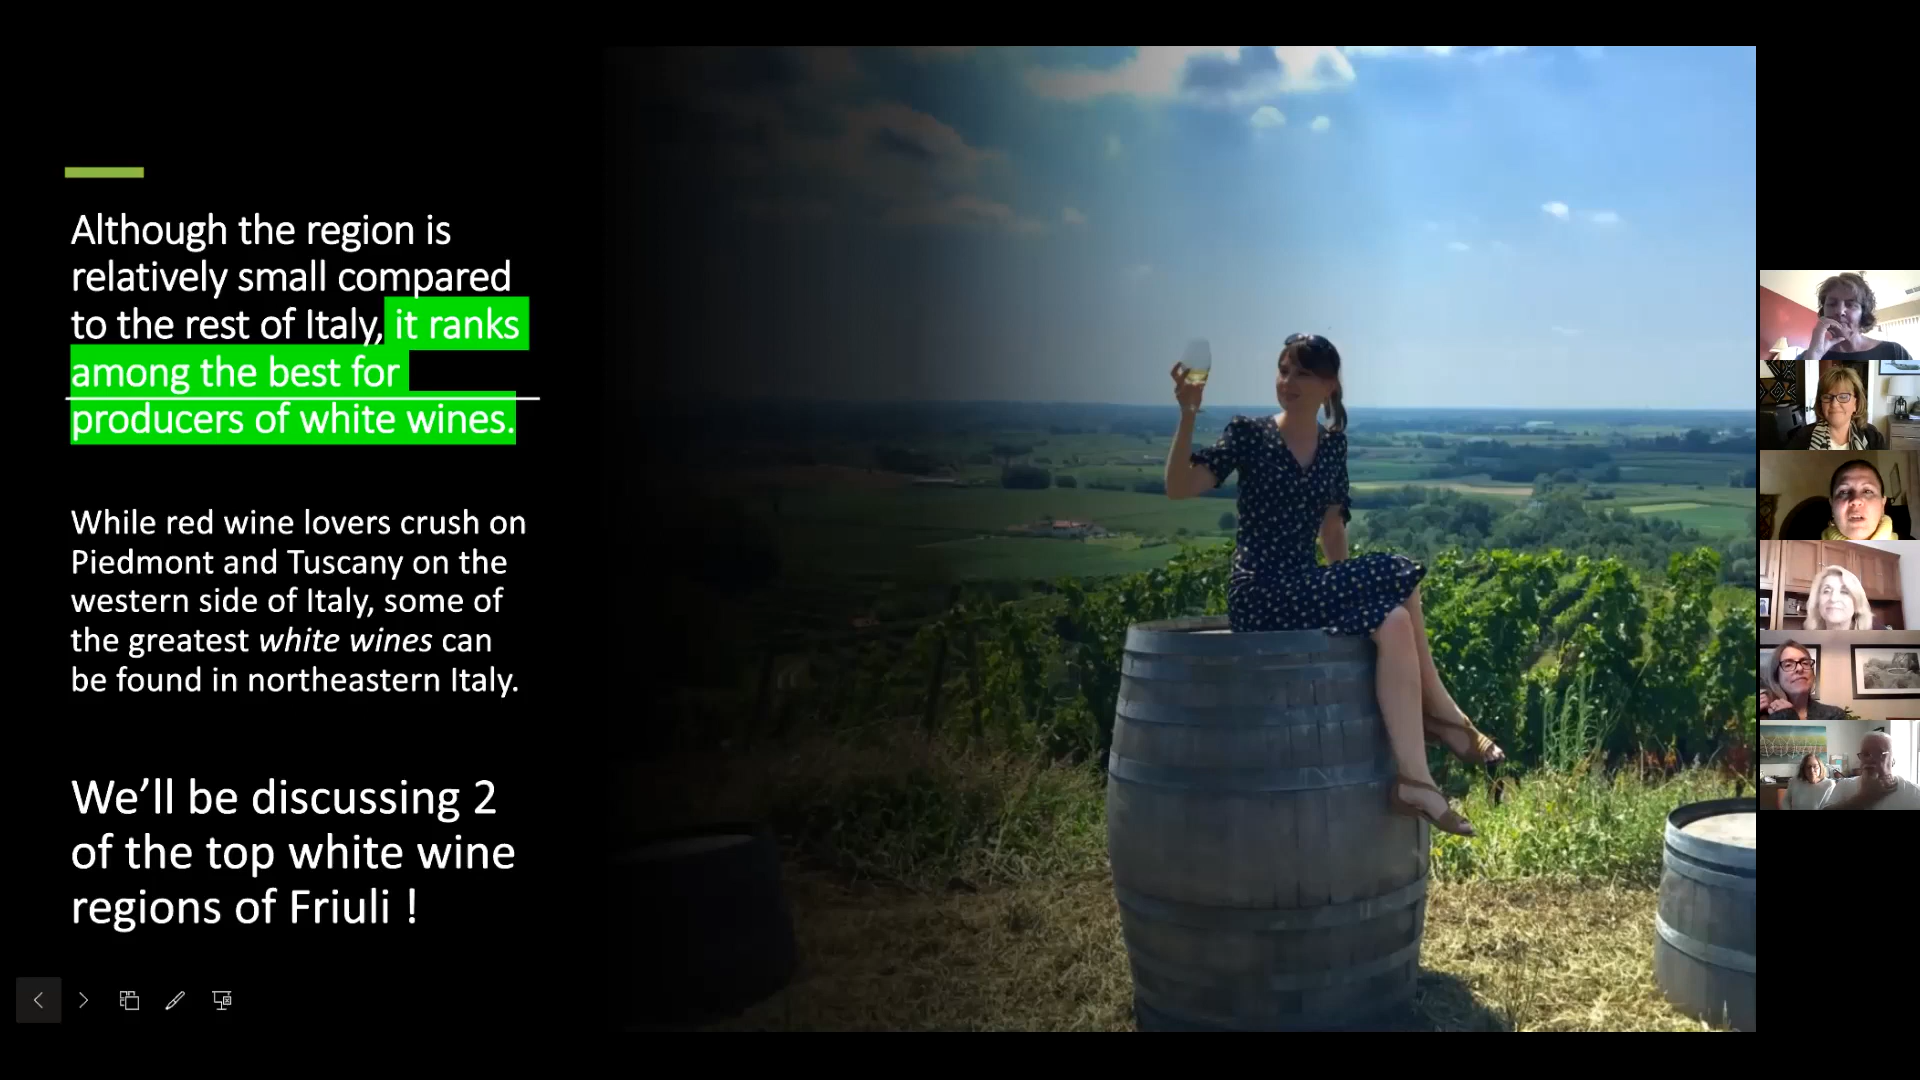 Although the region is
relatively small compared
to the rest of Italy, it ranks
among the best for
producers of white wines.
While red wine lovers crush on
Piedmont and Tuscany on the
western side of Italy, some of
the greatest white wines can
be found in northeastern Italy.
We’ll be discussing 2
of the top white wine
regions of Friuli !